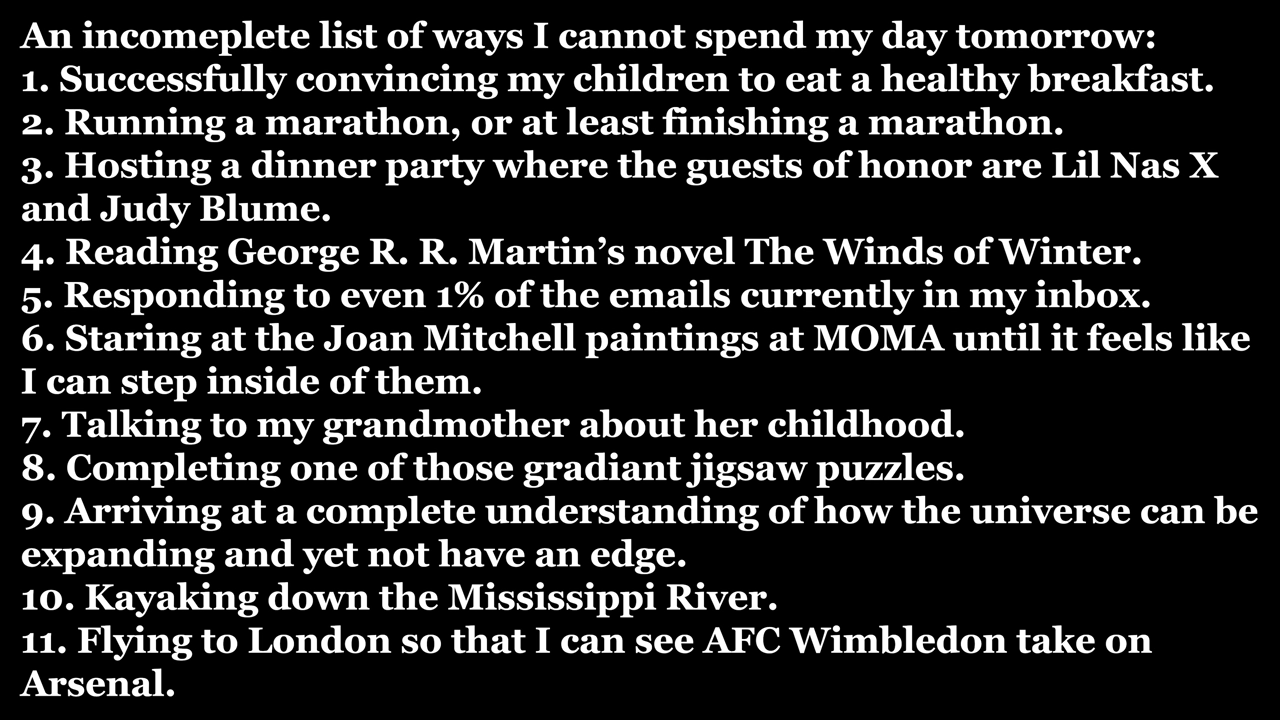 An incomeplete list of ways I cannot spend my day tomorrow:
1. Successfully convincing my children to eat a healthy breakfast.
2. Running a marathon, or at least finishing a marathon.
3. Hosting a dinner party where the guests of honor are Lil Nas X
and Judy Blume.
4. Reading George R. R. Martin’s novel The Winds of Winter.
5. Responding to even 1% of the emails currently in my inbox.
6. Staring at the Joan Mitchell paintings at MOMA until it feels like
I can step inside of them.
7. Talking to my grandmother about her childhood.
8. Completing one of those gradiant jigsaw puzzles.
9. Arriving at a complete understanding of how the universe can be
expanding and yet not have an edge.
10. Kayaking down the Mississippi River.
11. Flying to London so that I can see AFC Wimbledon take on
Arsenal.